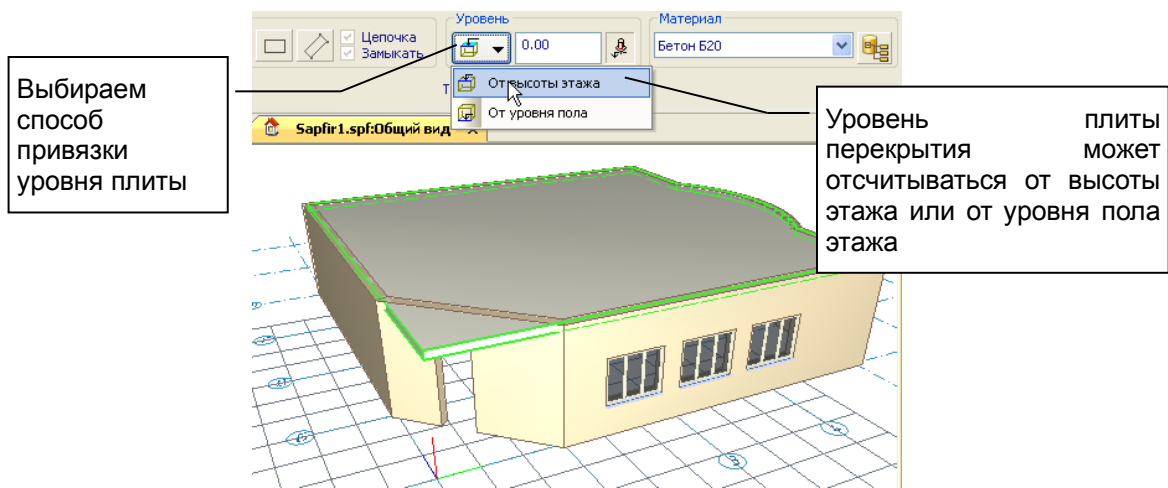 Уровень
Материал
Цепочка
Замыкать
0.00
Бетон Б20
От высоты этажа
От уровня пола
Sapfir1.spf:Общий вид
Выбираем
способ
привязки
уровня плиты
Уровень плиты
перекрытия может
отсчитываться от высоты
этажа или от уровня пола
этажа